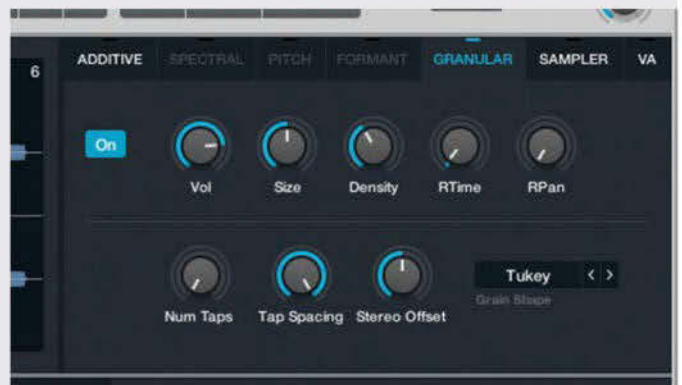 6
ADDITIVE SPECTRAL PITCH FORMANT GRANULAR SAMPLER VA
On
Vol Size Density RTime RPan
Num Taps Tap Spacing Stereo Offset
Tukey < >
Grain Shape